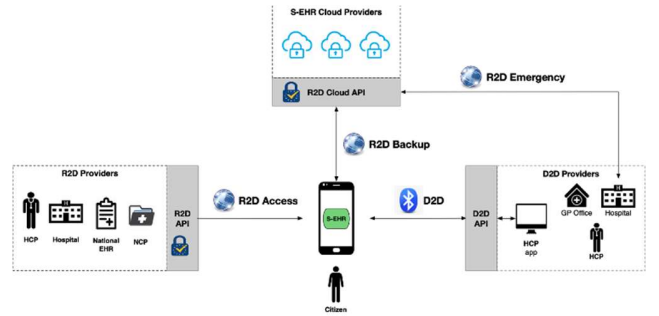 S-EHR Cloud Providers
R2D Cloud API
R2D Emergency
R2D Backup
R2D Providers
HCP
Hospital
National
EHR
NCP
R2D
API
R2D Access
S-EHR
Citizen
D2D
D2D
API
D2D Providers
HCP
app
GP Office
Hospital
HCP